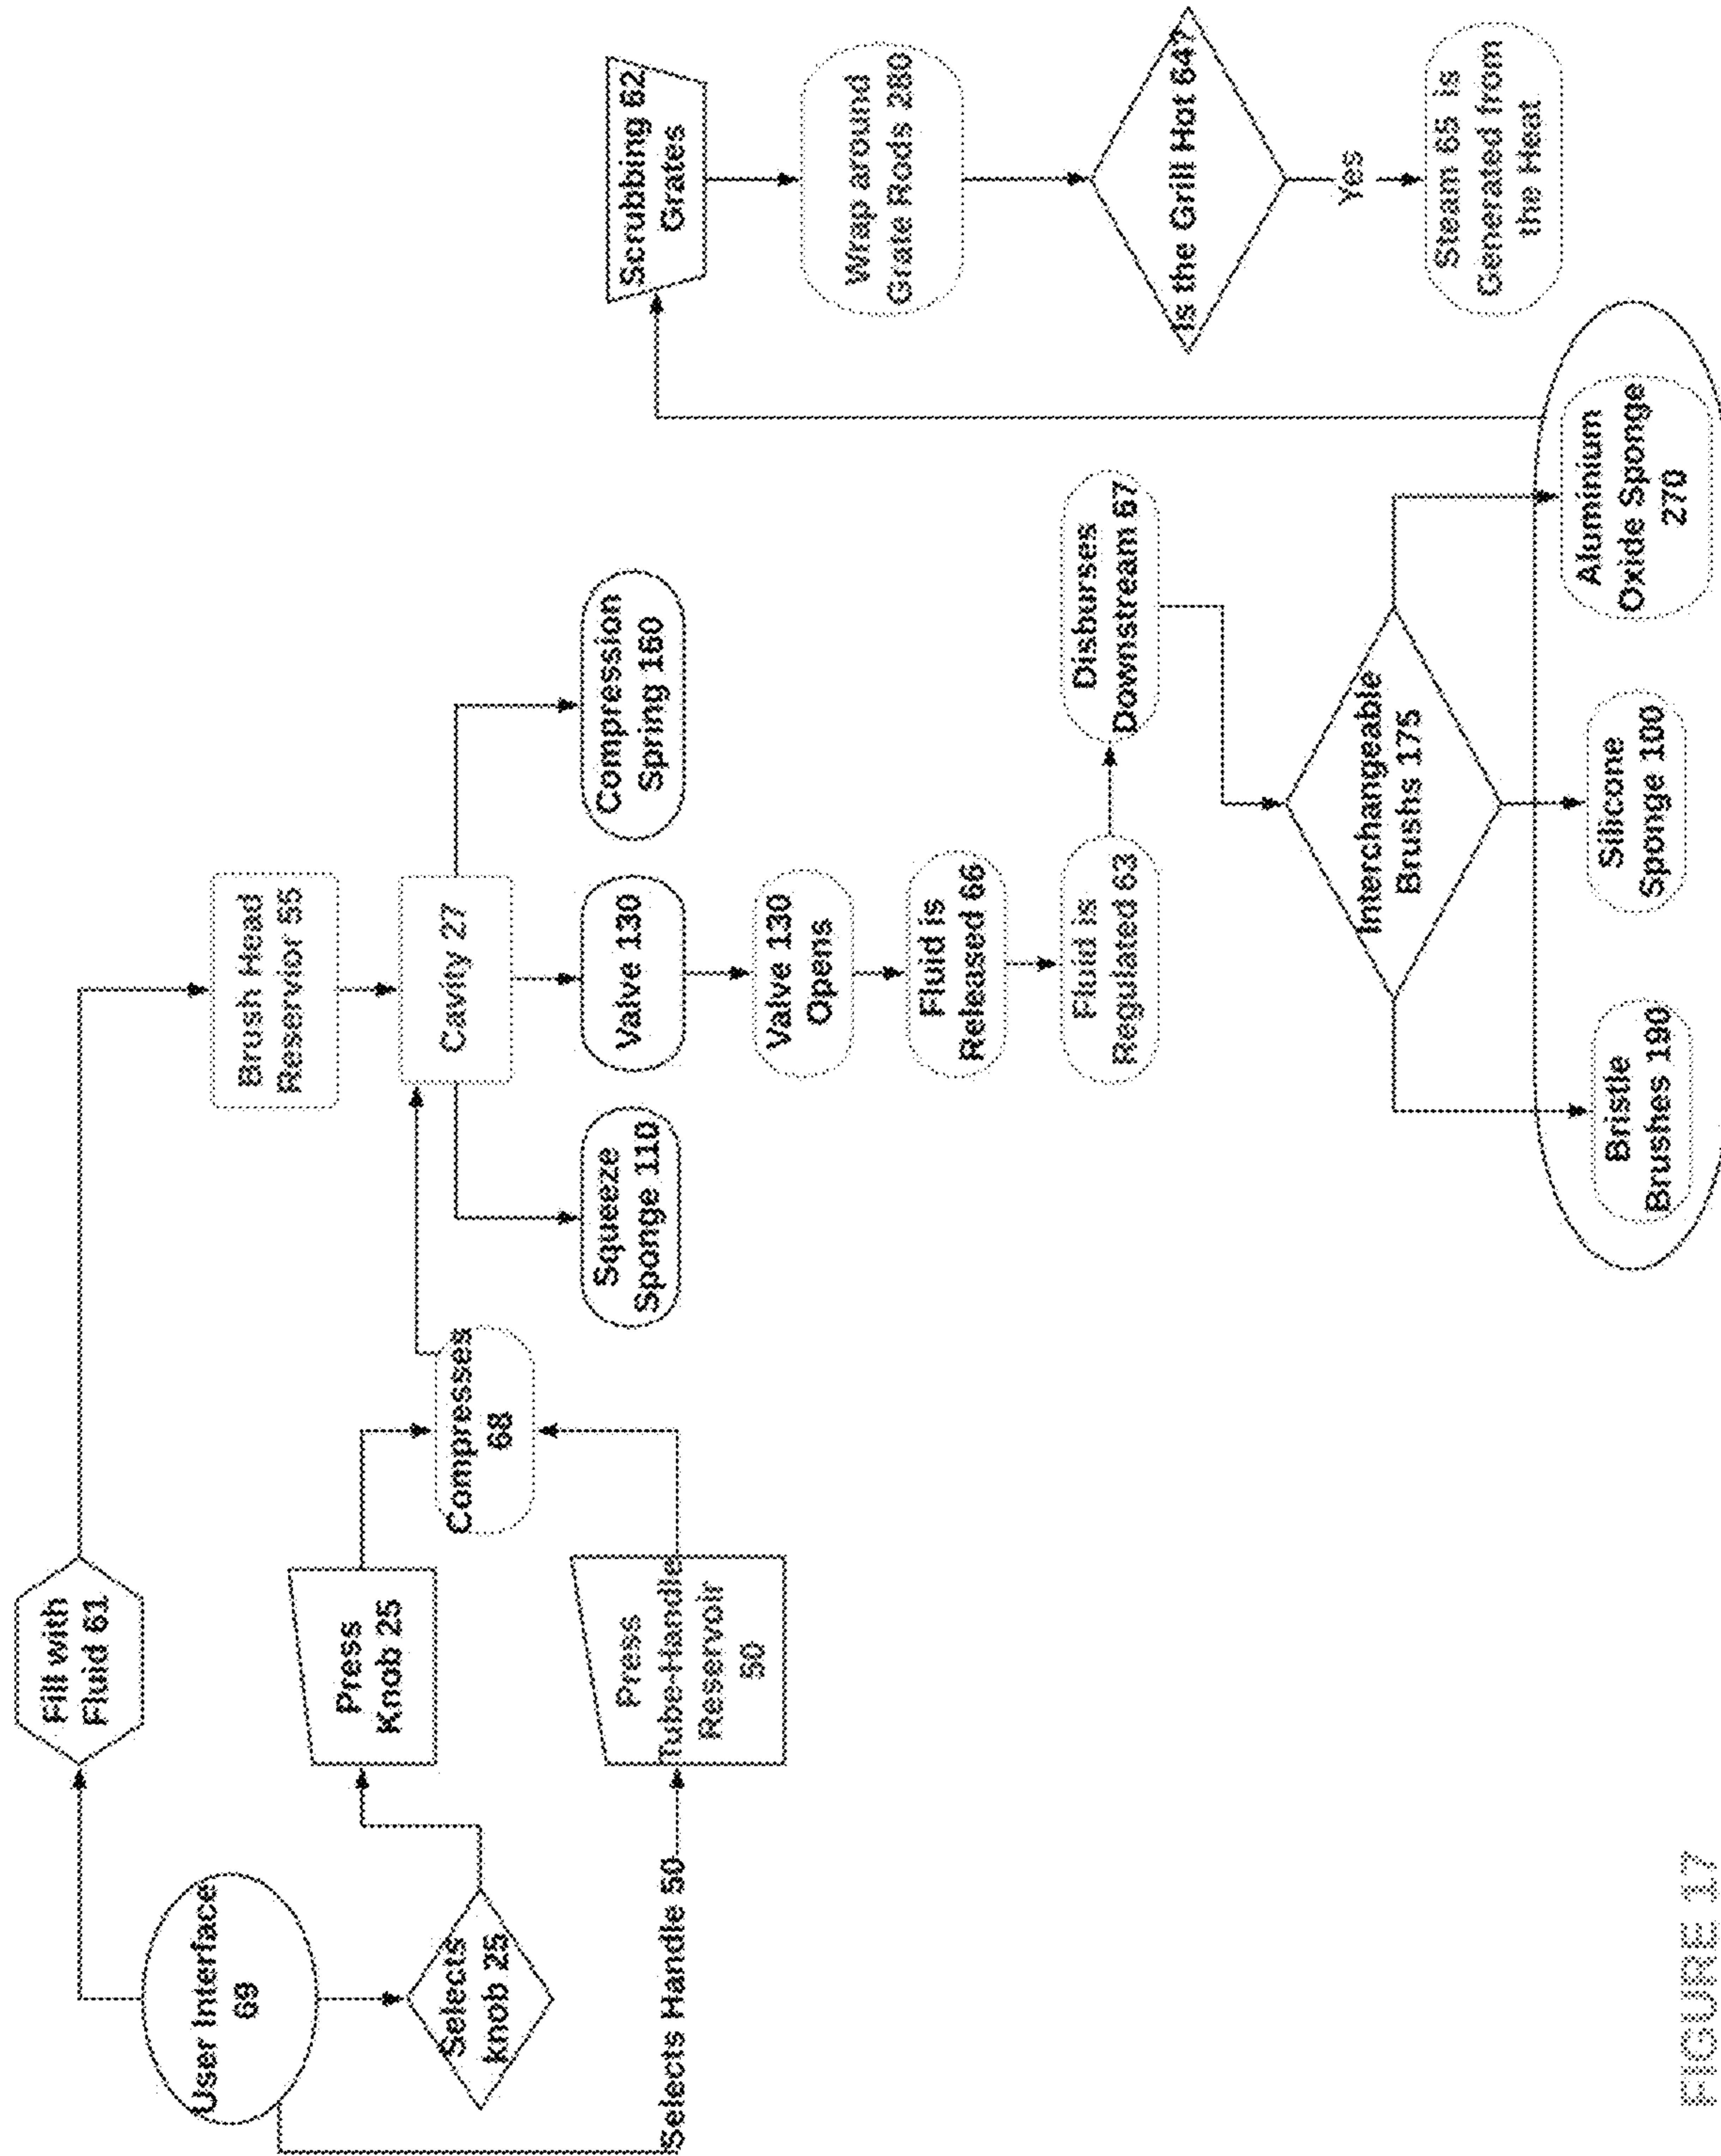 User Interface
69
Fill with
Fluid 61
Selects
knob 25
Selects Handle 50
Press
Knob 25
Press
Tube-Handle
Reservoir
50
Compresses
68
Brush Head
Reservior 55
Cavity 27
Squeeze
Sponge 110
Valve 130
Compression
Spring 160
Valve 130
Opens
Fluid is
Released 66
Fluid is
Regulated 63
Disburses
Downstream 67
Interchangeable
Brushs 175
Bristle
Brushes 190
Silicone
Sponge 100
Aluminium
Oxide Sponge
270
Scrubbing 62
Grates
Wrap around
Grate Rods 280
Is the Grill Hot 64?
Yes
Steam 65 is
Generated from
the Heat
FIGURE 17